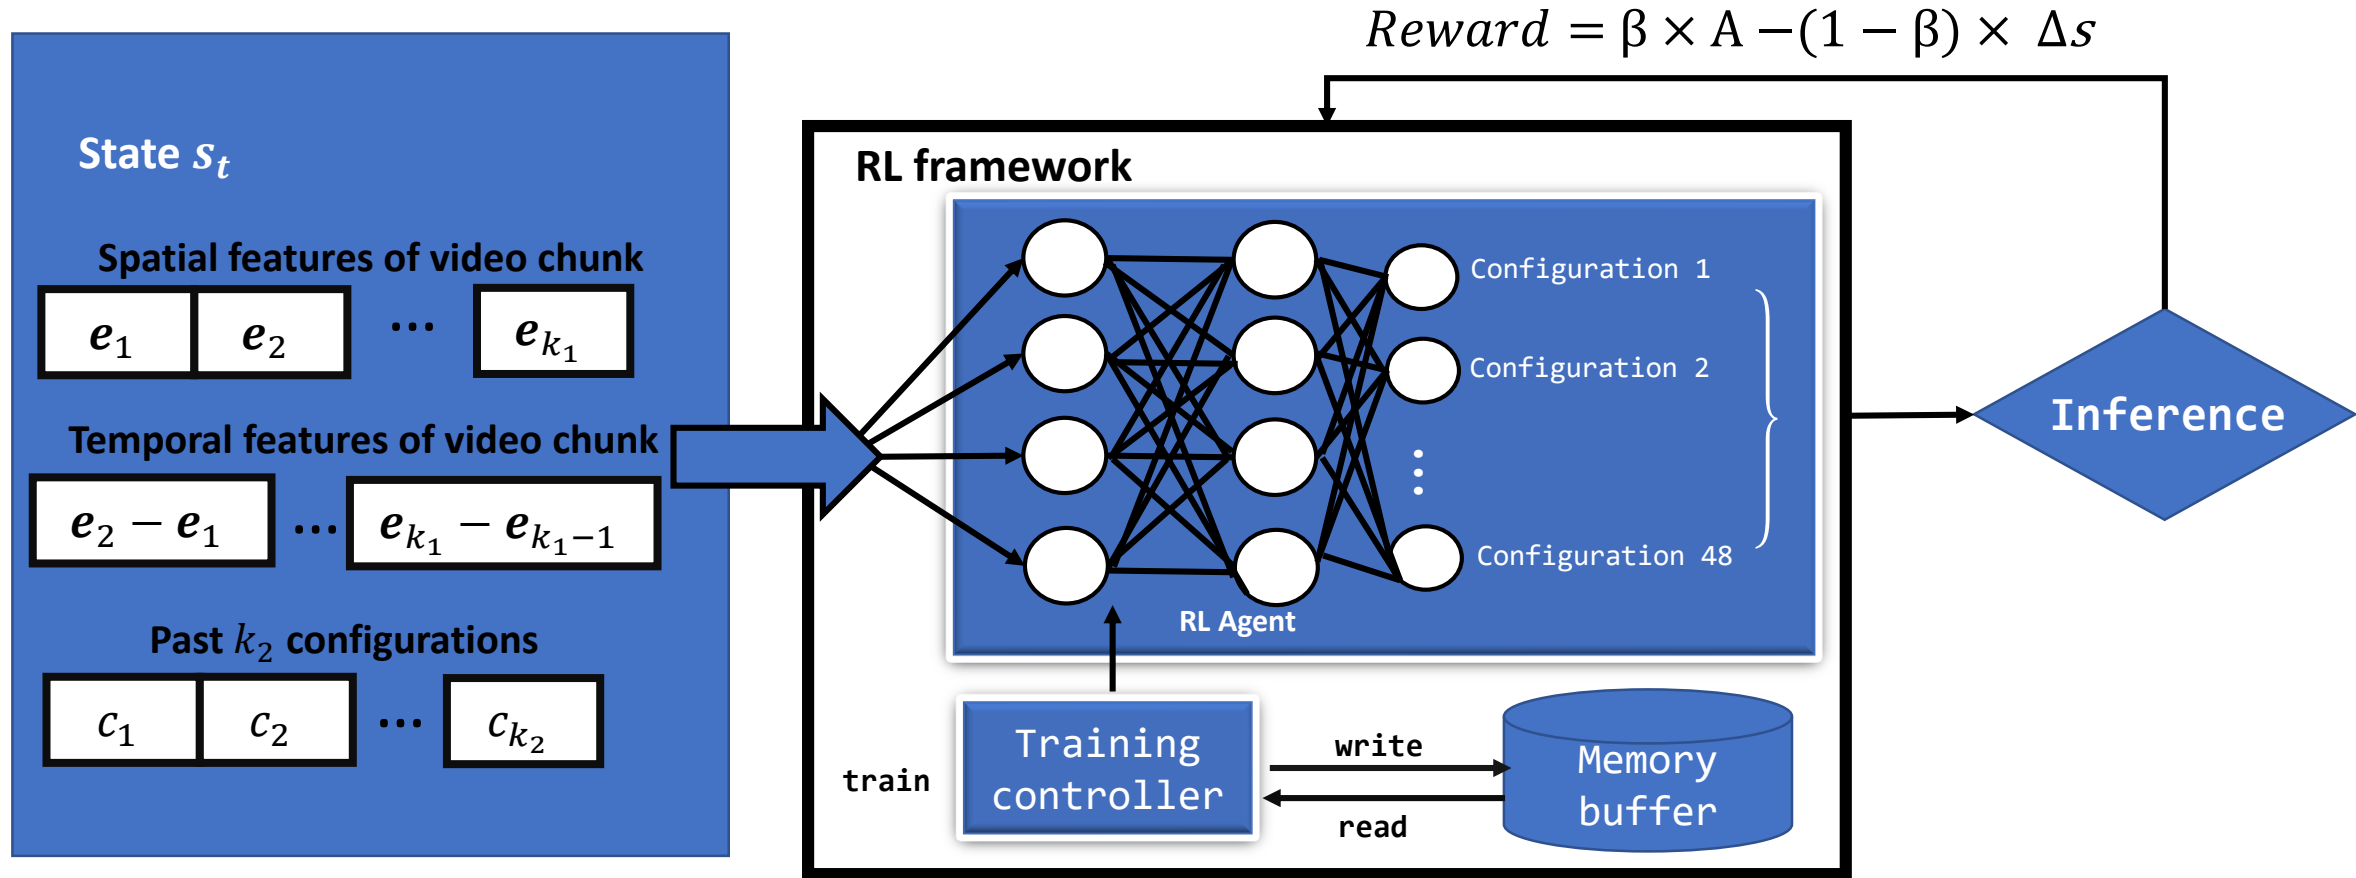 Reward = β × A −(1 − β) × Δs
State s_t
Spatial features of video chunk
e_1 e_2 ... e_{k_1}
Temporal features of video chunk
e_2 − e_1 ... e_{k_1} − e_{k_1−1}
Past k_2 configurations
c_1 c_2 ... c_{k_2}
RL framework
Configuration 1
Configuration 2
⋮
Configuration 48
RL Agent
train
Training
controller
write
read
Memory
buffer
Inference